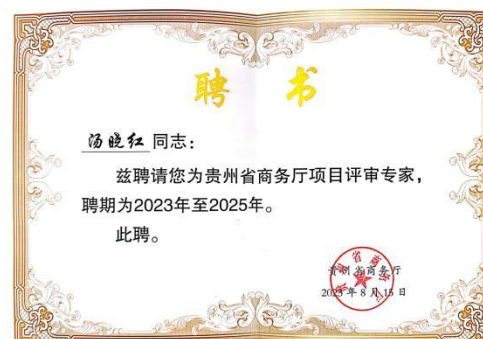 聘书
汤晓红 同志：
兹聘请您为贵州省商务厅项目评审专家，
聘期为2023年至2025年。
此聘。
贵州省商务厅
2023年8月15日